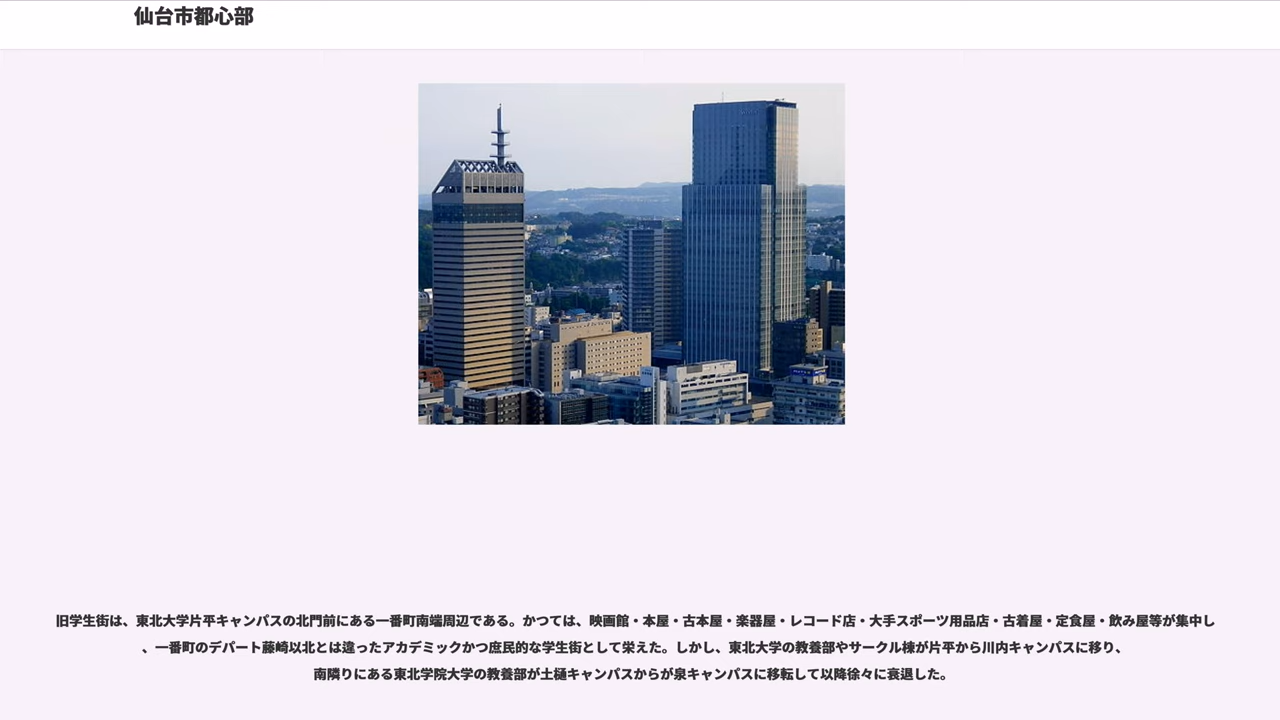 仙台市都心部
旧学生街は、東北大学片平キャンパスの北門前にある一番町南端周辺である。かつては、映画館・本屋・古本屋・楽器屋・レコード店・大手スポーツ用品店・古着屋・定食屋・飲み屋等が集中し
、一番町のデパート藤崎以北とは違ったアカデミックかつ庶民的な学生街として栄えた。しかし、東北大学の教養部やサークル棟が片平から川内キャンパスに移り、
南隣りにある東北学院大学の教養部が土樋キャンパスからが泉キャンパスに移転して以降徐々に衰退した。